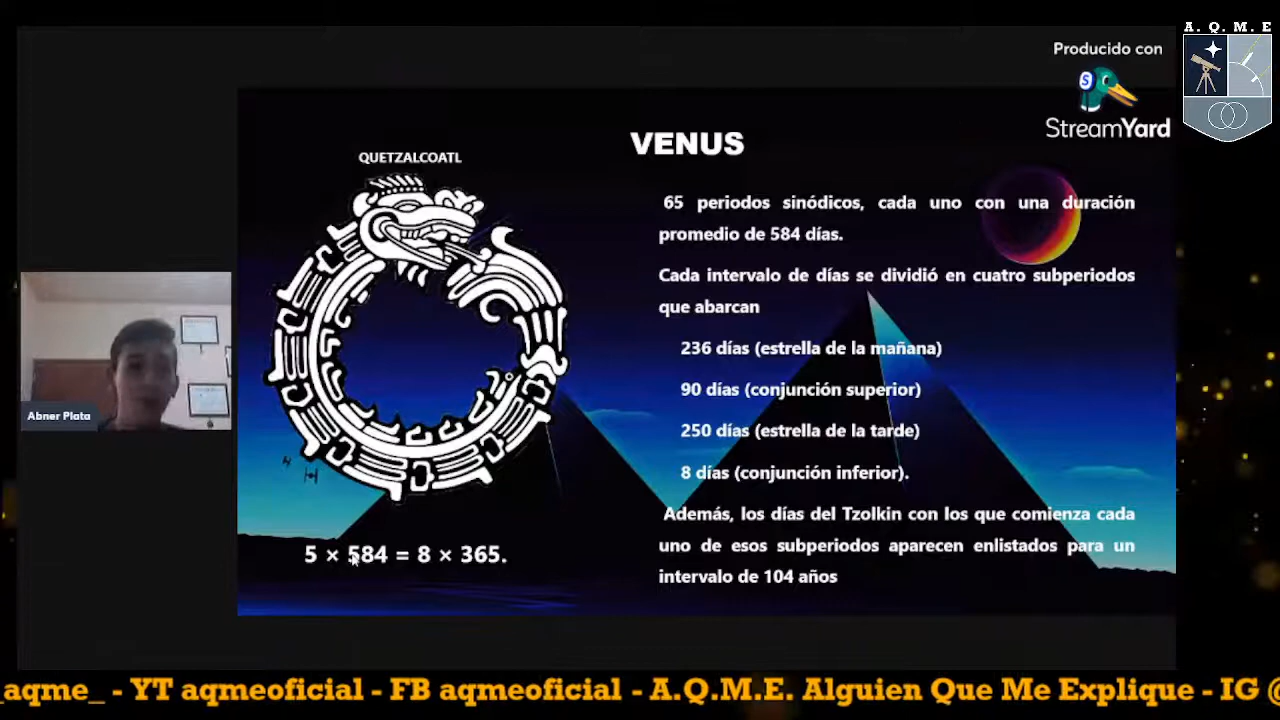 A. Q. M. E
Producido con
StreamYard
VENUS
QUETZALCOATL
65 periodos sinódicos, cada uno con una duración
promedio de 584 días.
Cada intervalo de días se dividió en cuatro subperiodos
que abarcan
236 días (estrella de la mañana)
90 días (conjunción superior)
250 días (estrella de la tarde)
8 días (conjunción inferior).
Además, los días del Tzolkin con los que comienza cada
uno de esos subperiodos aparecen enlistados para un
intervalo de 104 años
5 × 584 = 8 × 365.
Abner Plata
aqme_ - YT aqmeoficial - FB aqmeoficial - A.Q.M.E. Alguien Que Me Explique - IG @